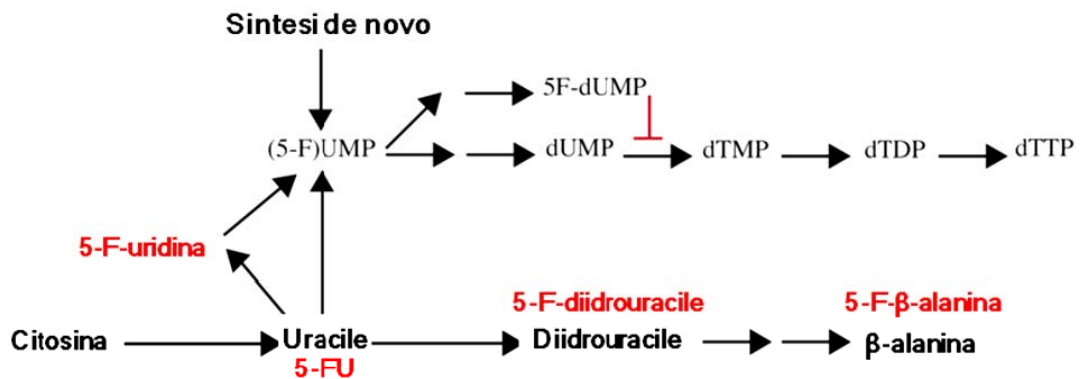 Sintesi de novo
5F-dUMP
(5-F)UMP dUMP dTMP dTDP dTTP
5-F-uridina
5-F-diidrouracile 5-F-β-alanina
Citosina Uracile Diidrouracile β-alanina
5-FU